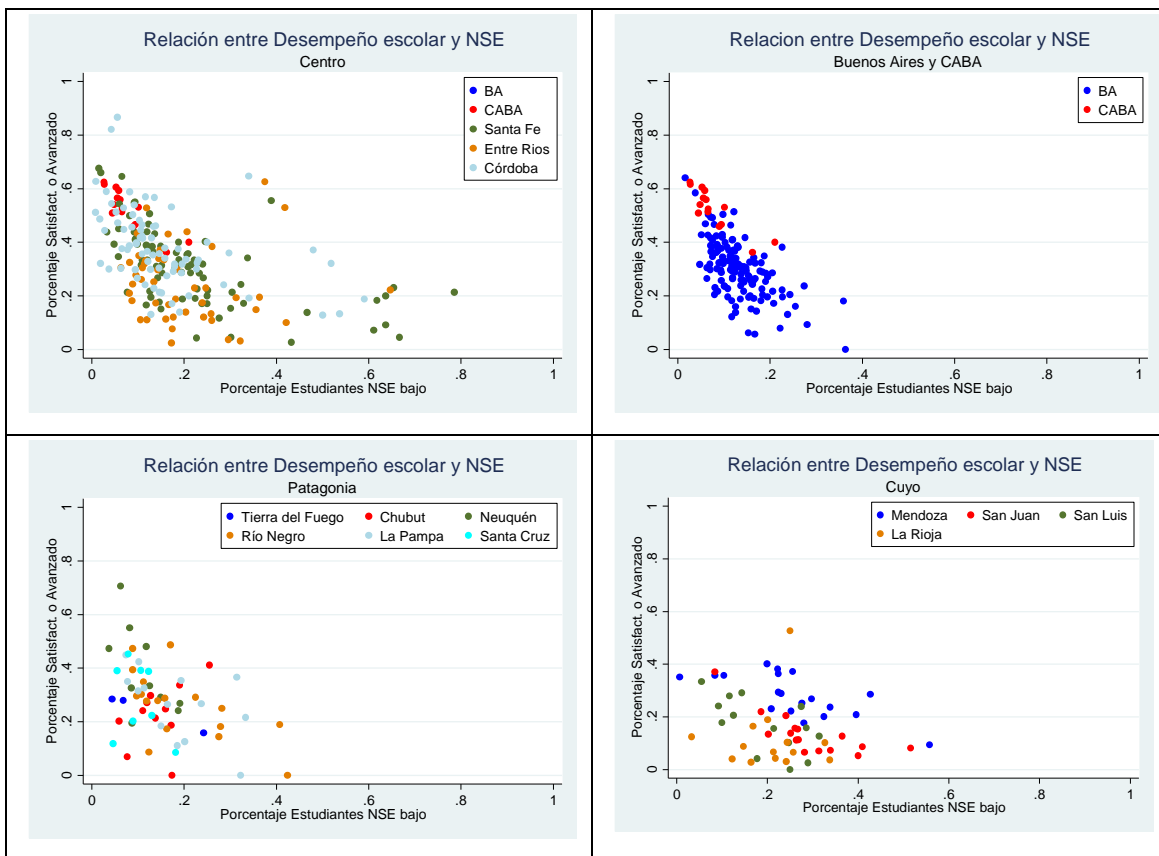 Relación entre Desempeño escolar y NSE
Centro
BA
CABA
Santa Fe
Entre Rios
Córdoba
Porcentaje Satisfact. o Avanzado
1
.8
.6
.4
.2
0
0 .2 .4 .6 .8 1
Porcentaje Estudiantes NSE bajo
Relacion entre Desempeño escolar y NSE
Buenos Aires y CABA
BA
CABA
Porcentaje Satisfact. o Avanzado
1
.8
.6
.4
.2
0
0 .2 .4 .6 .8 1
Porcentaje Estudiantes NSE bajo
Relación entre Desempeño escolar y NSE
Patagonia
Tierra del Fuego Chubut Neuquén
Río Negro La Pampa Santa Cruz
Porcentaje Satisfact. o Avanzado
1
.8
.6
.4
.2
0
0 .2 .4 .6 .8 1
Porcentaje Estudiantes NSE bajo
Relación entre Desempeño escolar y NSE
Cuyo
Mendoza San Juan San Luis
La Rioja
Porcentaje Satisfact. o Avanzado
1
.8
.6
.4
.2
0
0 .2 .4 .6 .8 1
Porcentaje Estudiantes NSE bajo